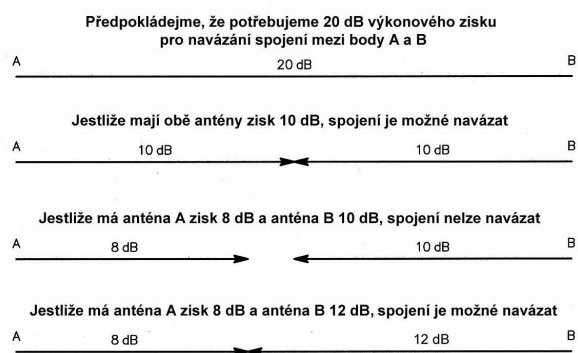 Předpokládejme, že potřebujeme 20 dB výkonového zisku
pro navázání spojení mezi body A a B
A 20 dB B
Jestliže mají obě antény zisk 10 dB, spojení je možné navázat
A 10 dB 10 dB B
Jestliže má anténa A zisk 8 dB a anténa B 10 dB, spojení nelze navázat
A 8 dB 10 dB B
Jestliže má anténa A zisk 8 dB a anténa B 12 dB, spojení je možné navázat
A 8 dB 12 dB B